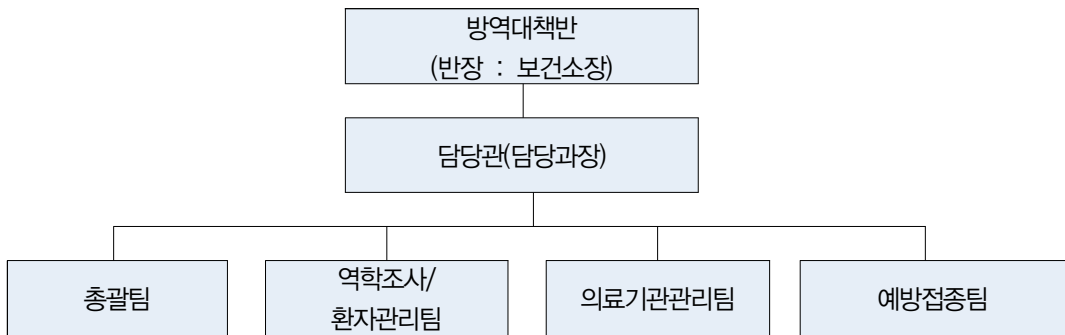 방역대책반
(반장 : 보건소장)
담당관(담당과장)
총괄팀
역학조사/
환자관리팀
의료기관관리팀
예방접종팀